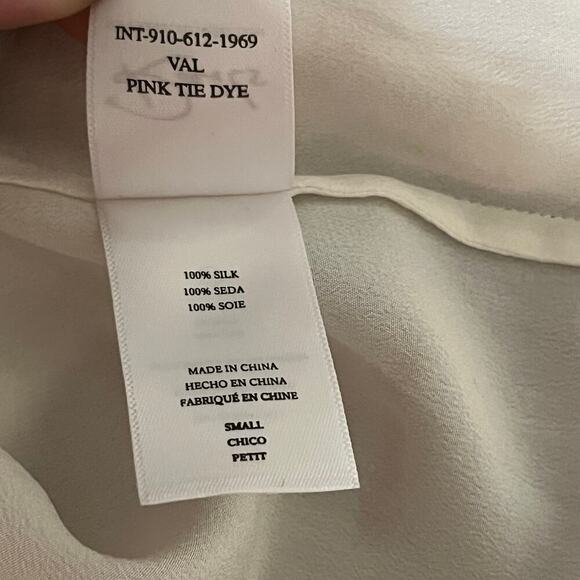 INT-910-612-1969
VAL
PINK TIE DYE
100% SILK
100% SEDA
100% SOIE
MADE IN CHINA
HECHO EN CHINA
FABRIQUÉ EN CHINE
SMALL
CHICO
PETIT